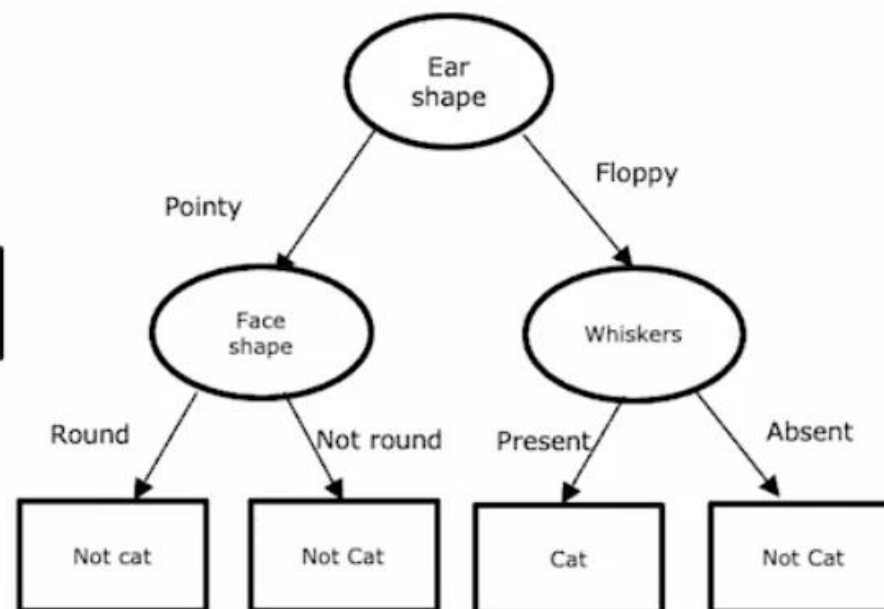 Ear
shape
Pointy
Floppy
Face
shape
Whiskers
Round
Not round
Present
Absent
Not cat
Not Cat
Cat
Not Cat